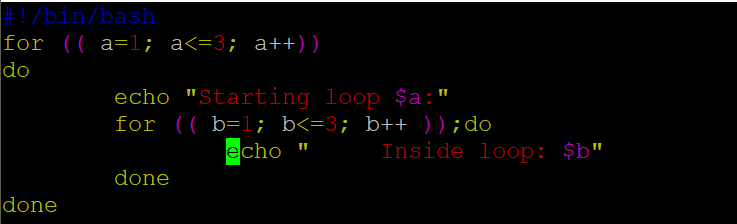 #!/bin/bash
for (( a=1; a<=3; a++))
do
        echo "Starting loop $a:"
        for (( b=1; b<=3; b++ ));do
                echo "     Inside loop: $b"
        done
done